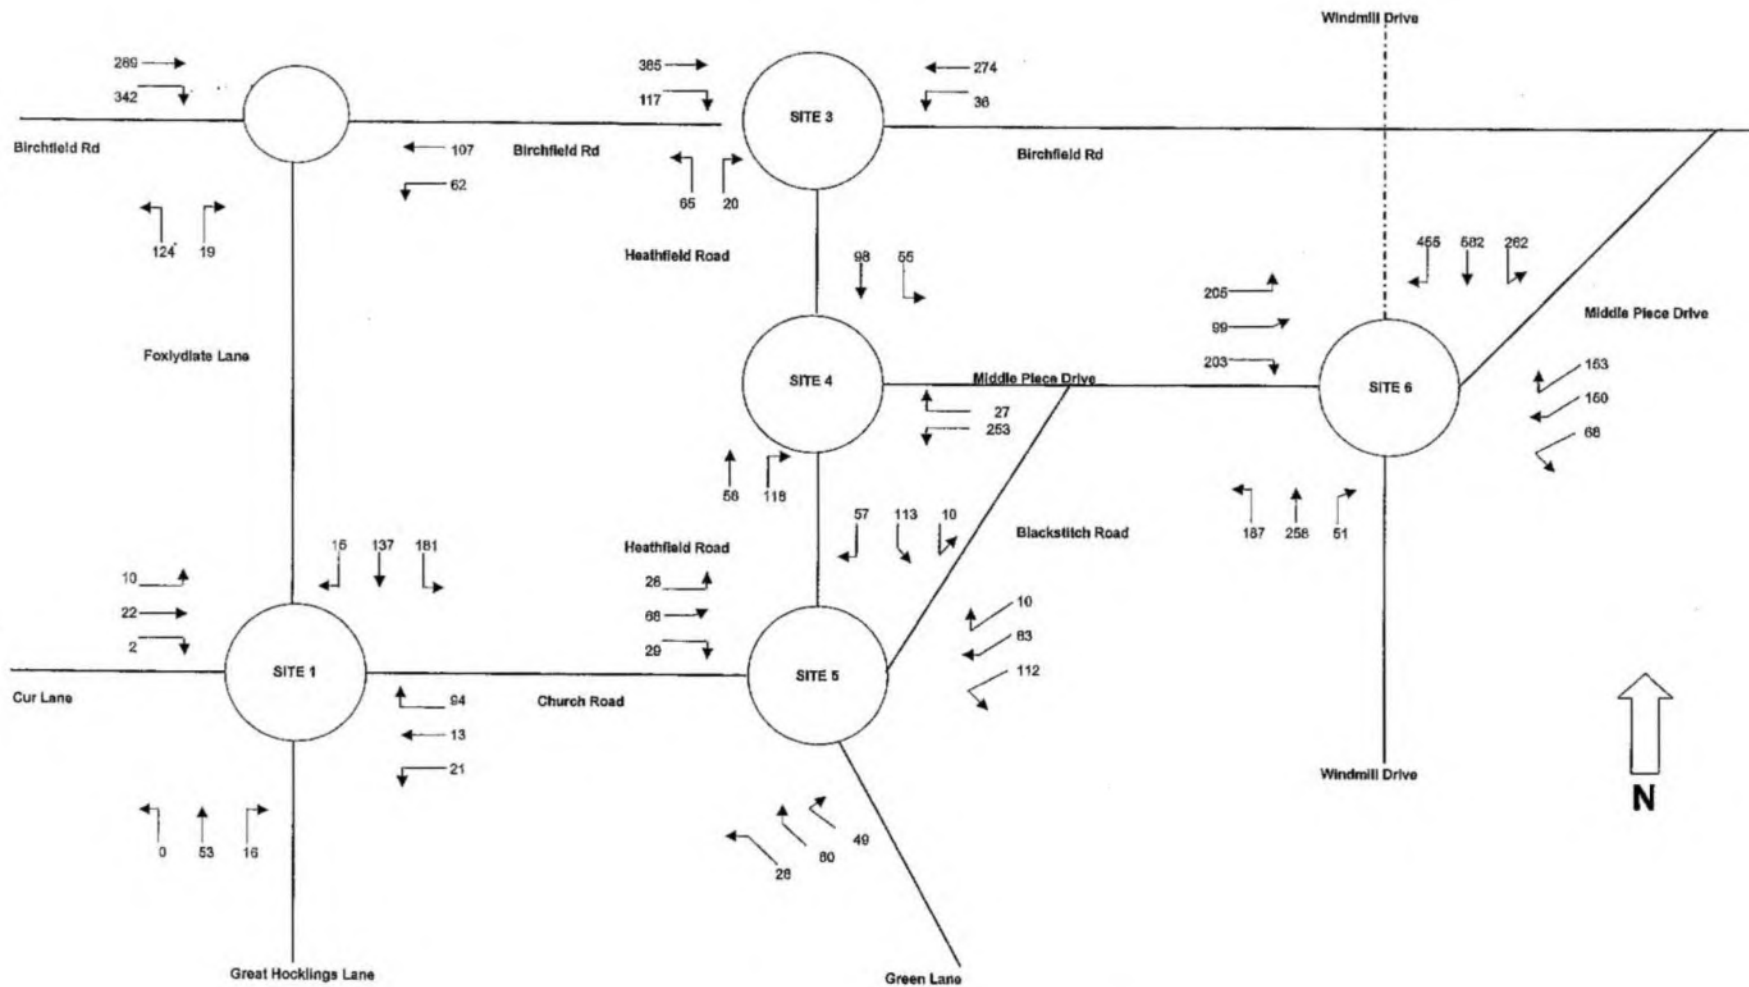 Windmill Drive
289
342
385
117
SITE 3
274
36
Birchfield Rd
107
62
Birchfield Rd
Birchfield Rd
124
19
65
20
Heathfield Road
98
55
455
582
262
205
99
203
Middle Piece Drive
Foxlydiate Lane
SITE 4
Middle Piece Drive
SITE 6
27
253
163
150
68
58
118
187
258
51
57
113
10
Blackstitch Road
Heathfield Road
15
137
181
10
22
2
26
68
29
10
83
112
SITE 1
SITE 5
Cur Lane
94
13
21
Church Road
Windmill Drive
N
0
53
16
28
80
49
Great Hocklings Lane
Green Lane